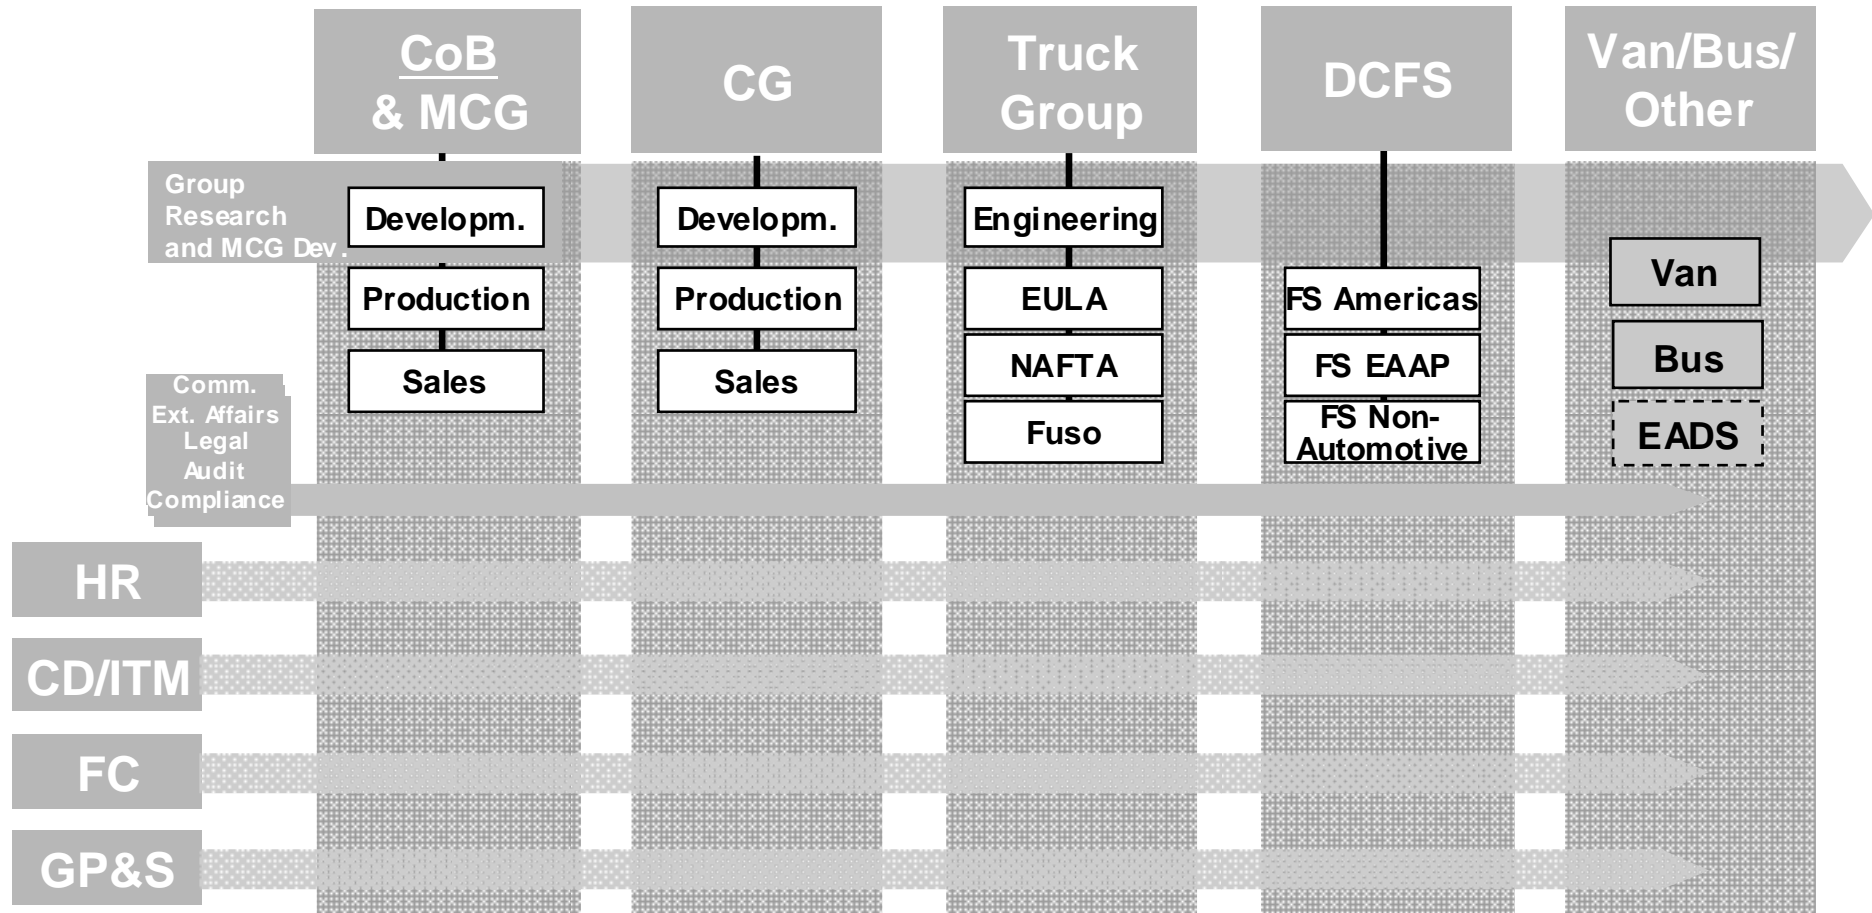 CoB
& MCG
CG
Truck
Group
DCFS
Van/Bus/
Other
Group
Research
and MCG Dev.
Developm.
Developm.
Engineering
Van
Production
Production
EULA
FS Americas
Bus
Sales
Sales
NAFTA
FS EAAP
EADS
Fuso
FS Non-
Automotive
Comm.
Ext. Affairs
Legal
Audit
Compliance
HR
CD/ITM
FC
GP&S